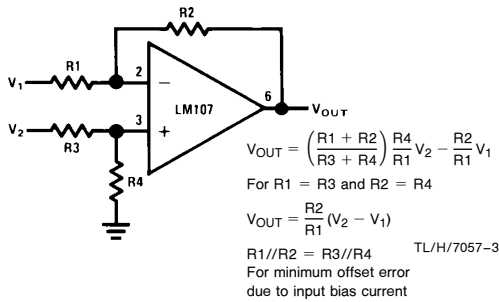 R2
R1
V₁
2
−
6
LM107
VOUT
V₂
3
+
R3
R4
VOUT = ((R1 + R2)/(R3 + R4)) (R4/R1) V₂ − (R2/R1) V₁
For R1 = R3 and R2 = R4
VOUT = (R2/R1) (V₂ − V₁)
R1//R2 = R3//R4
TL/H/7057–3
For minimum offset error
due to input bias current